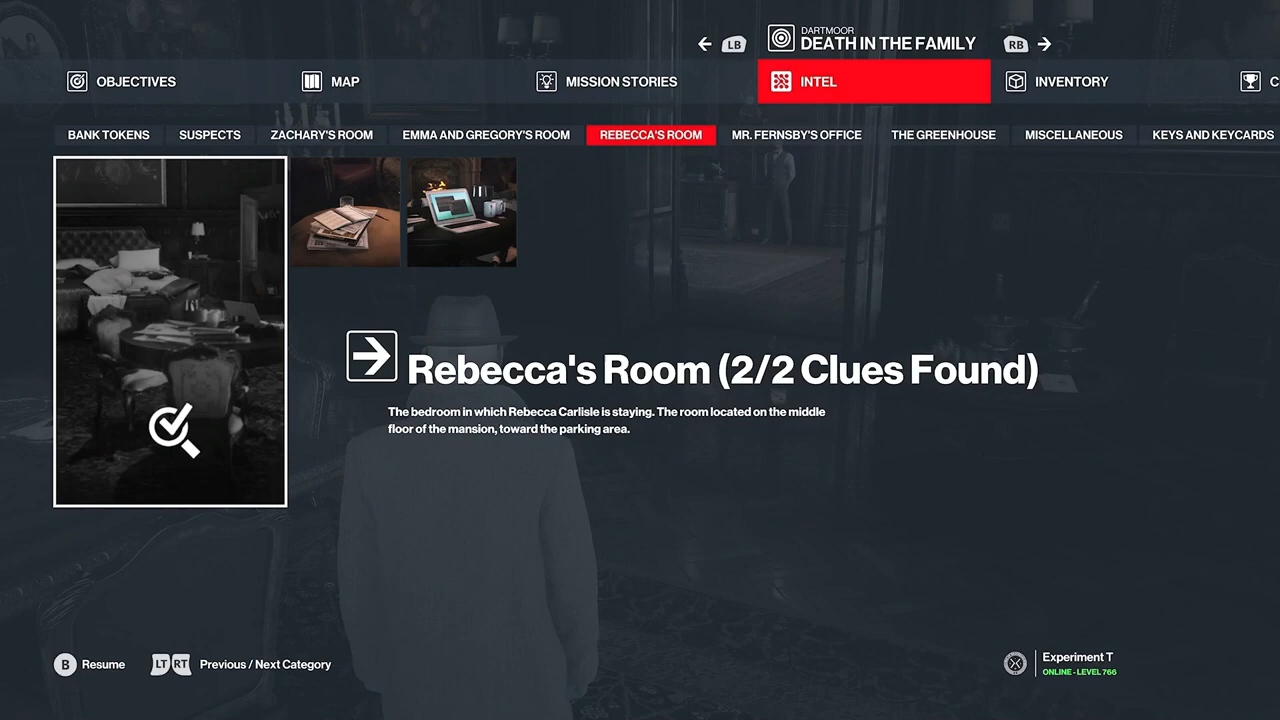 LB
DARTMOOR
DEATH IN THE FAMILY
RB
OBJECTIVES
MAP
MISSION STORIES
INTEL
INVENTORY
C
BANK TOKENS
SUSPECTS
ZACHARY'S ROOM
EMMA AND GREGORY'S ROOM
REBECCA'S ROOM
MR. FERNSBY'S OFFICE
THE GREENHOUSE
MISCELLANEOUS
KEYS AND KEYCARDS
Rebecca's Room (2/2 Clues Found)
The bedroom in which Rebecca Carlisle is staying. The room located on the middle
floor of the mansion, toward the parking area.
B Resume
LT RT Previous / Next Category
Experiment T
ONLINE - LEVEL 766